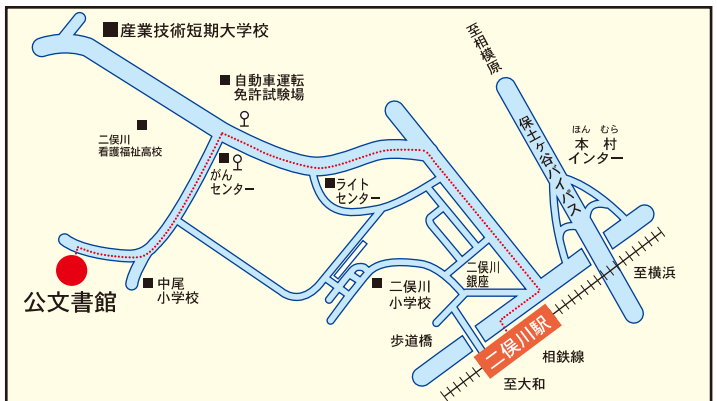 産業技術短期大学校
至相模原
自動車運転
免許試験場
保土ヶ谷バイパス
ほん むら
本 村
インター
二俣川
看護福祉高校
がん
センター
ライト
センター
公文書館
中尾
小学校
二俣川
小学校
二俣川
銀座
至横浜
歩道橋
二俣川駅
相鉄線
至大和